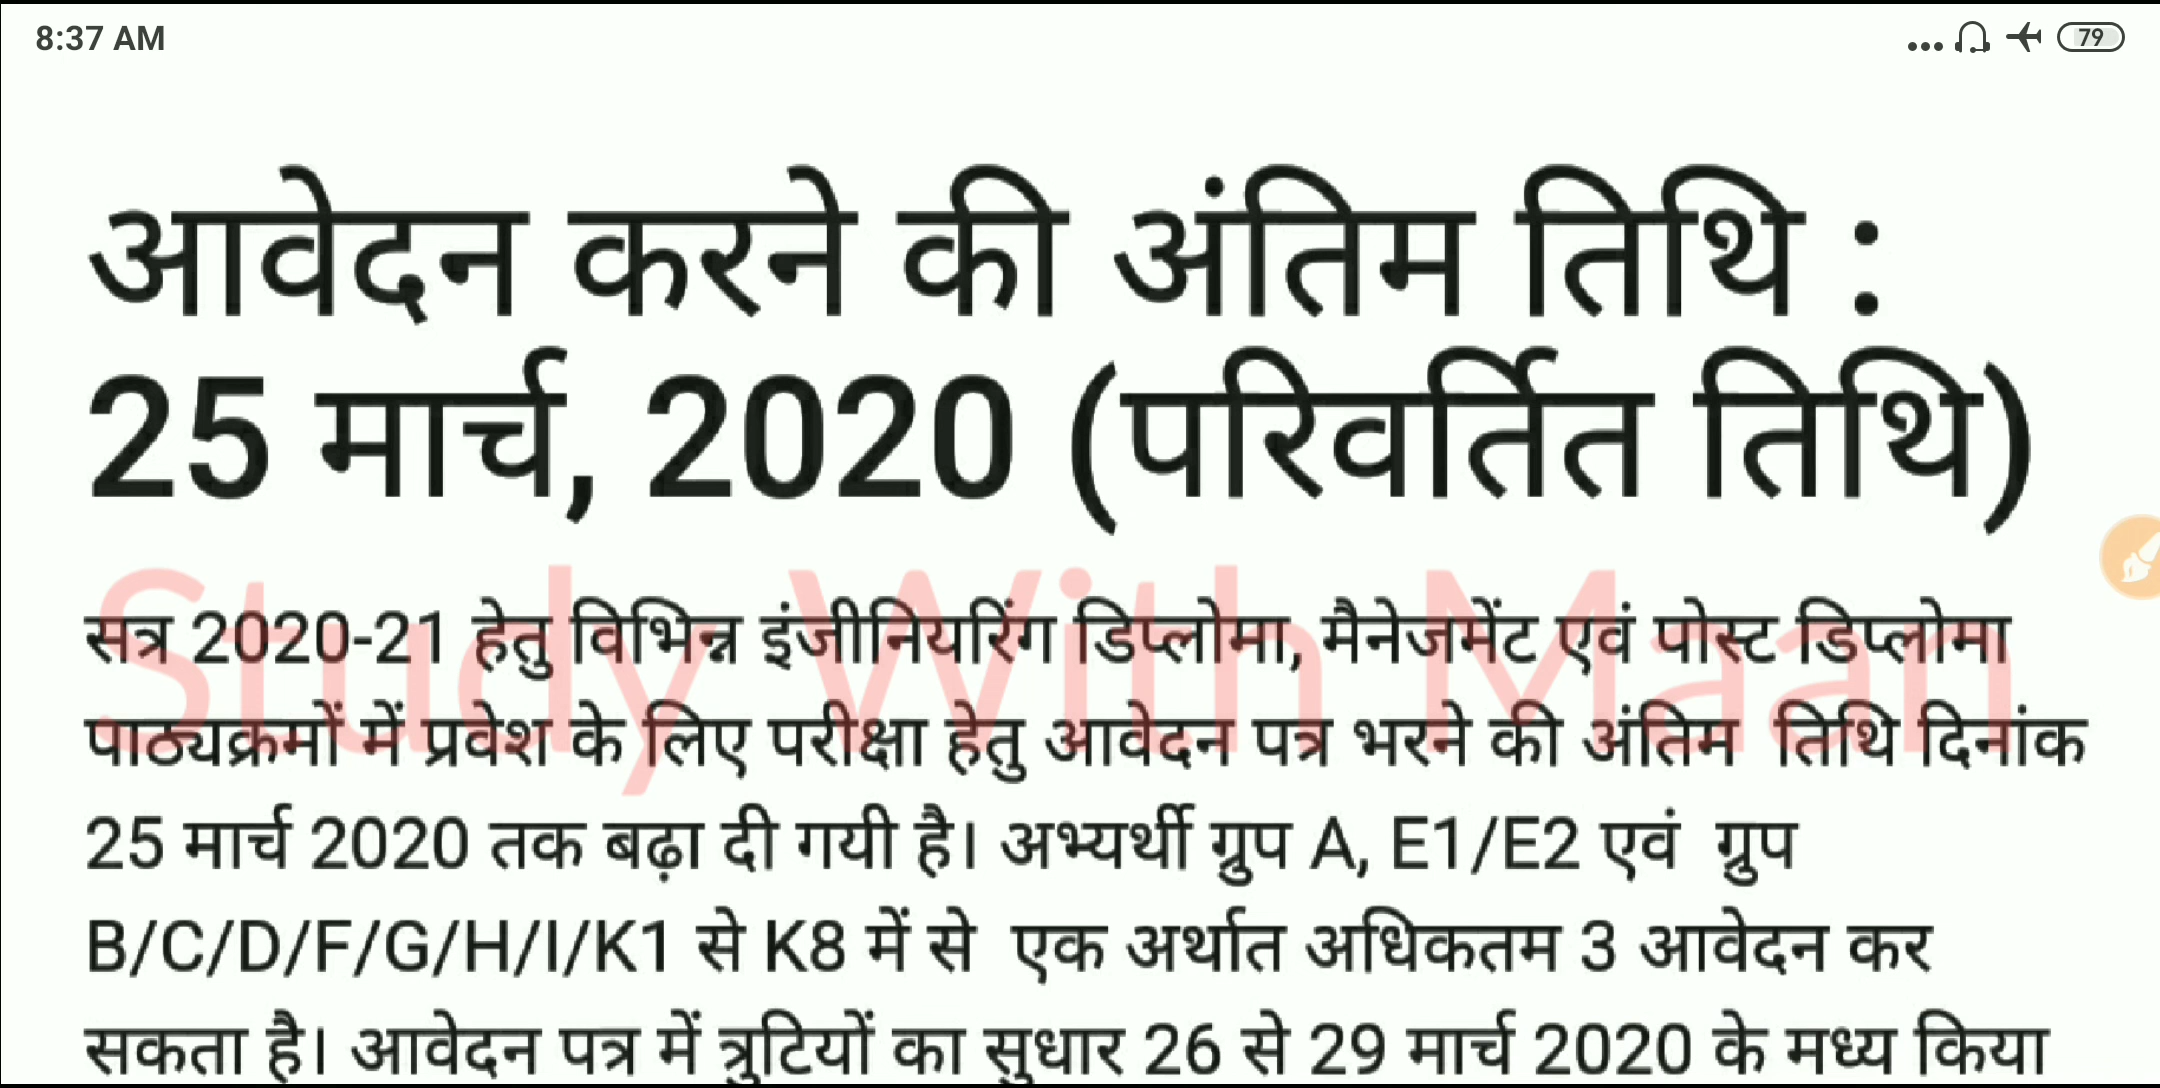 8:37 AM
79
आवेदन करने की अंतिम तिथि :
25 मार्च, 2020 (परिवर्तित तिथि)
Study With Maan
सत्र 2020-21 हेतु विभिन्न इंजीनियरिंग डिप्लोमा, मैनेजमेंट एवं पोस्ट डिप्लोमा
पाठ्यक्रमों में प्रवेश के लिए परीक्षा हेतु आवेदन पत्र भरने की अंतिम तिथि दिनांक
25 मार्च 2020 तक बढ़ा दी गयी है। अभ्यर्थी ग्रुप A, E1/E2 एवं ग्रुप
B/C/D/F/G/H/I/K1 से K8 में से एक अर्थात अधिकतम 3 आवेदन कर
सकता है। आवेदन पत्र में त्रुटियों का सुधार 26 से 29 मार्च 2020 के मध्य किया